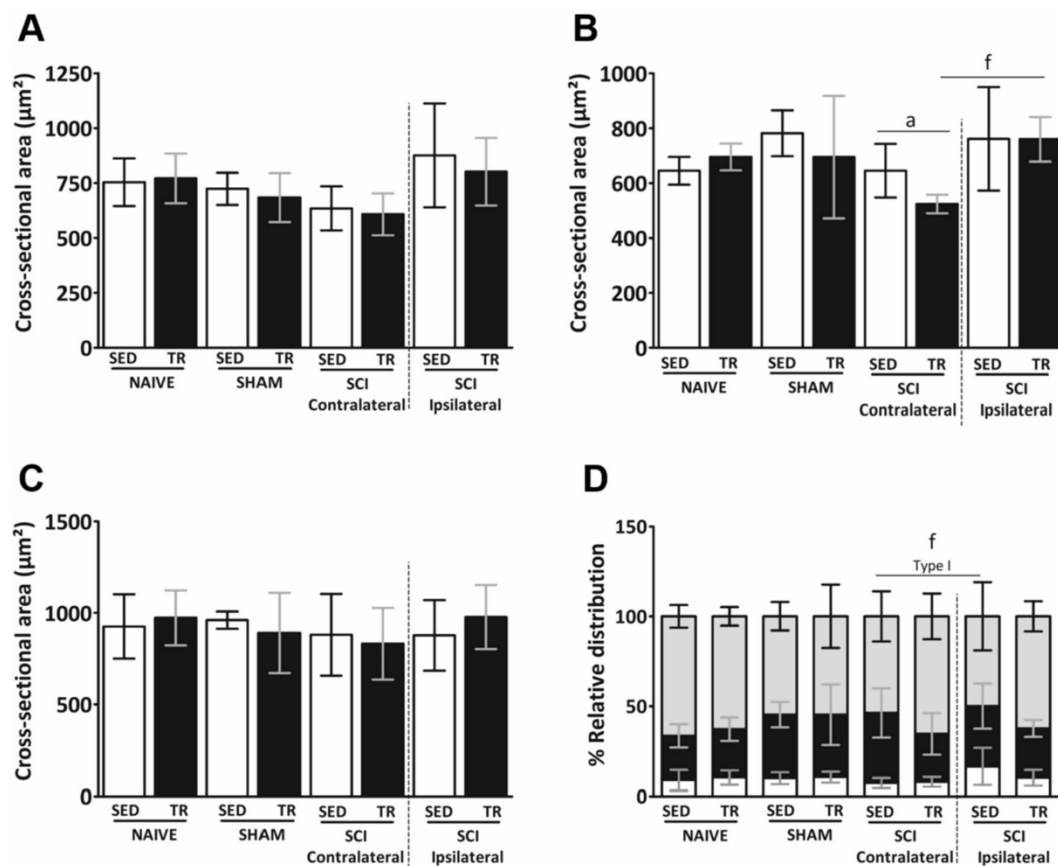 A
Cross-sectional area (µm²)
1250
1000
750
500
250
0
SED TR SED TR SED TR SED TR
NAIVE SHAM SCI SCI
Contralateral Ipsilateral
B
Cross-sectional area (µm²)
1000
800
600
400
200
0
f
a
SED TR SED TR SED TR SED TR
NAIVE SHAM SCI SCI
Contralateral Ipsilateral
C
Cross-sectional area (µm²)
1500
1000
500
0
SED TR SED TR SED TR SED TR
NAIVE SHAM SCI SCI
Contralateral Ipsilateral
D
% Relative distribution
150
100
50
0
f
Type I
SED TR SED TR SED TR SED TR
NAIVE SHAM SCI SCI
Contralateral Ipsilateral